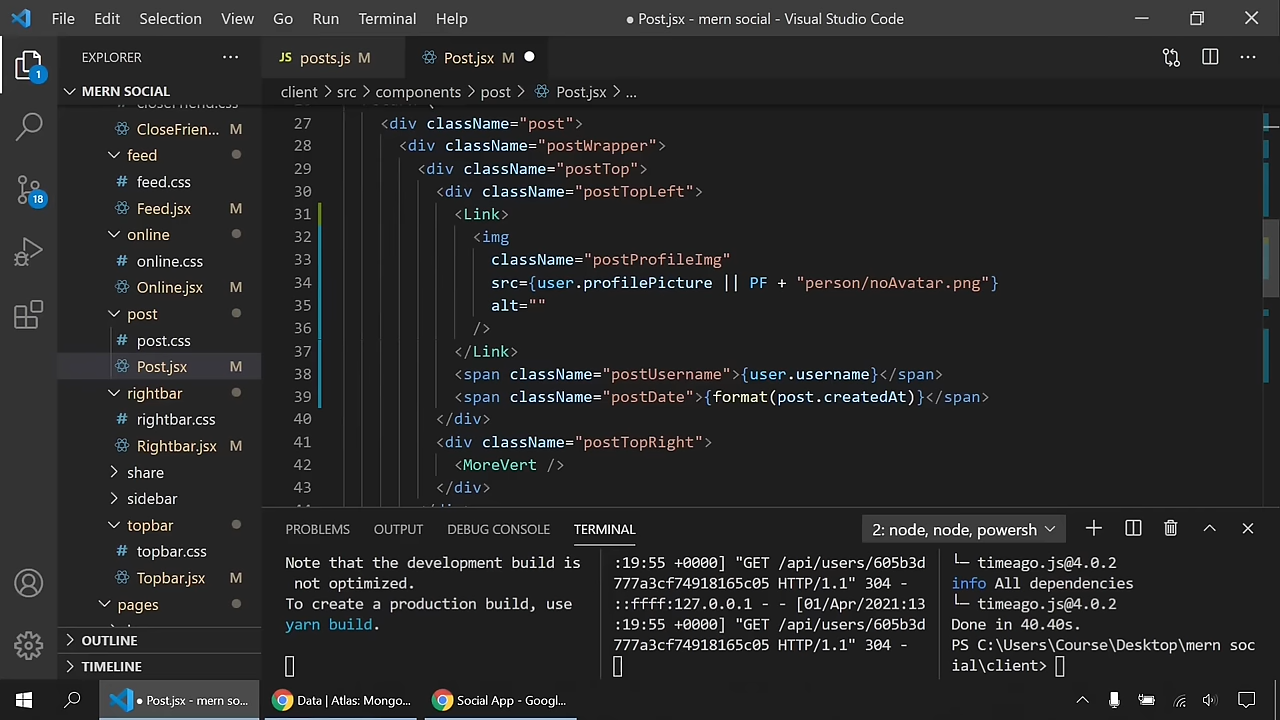 File Edit Selection View Go Run Terminal Help ● Post.jsx - mern social - Visual Studio Code
EXPLORER
JS posts.js M
Post.jsx M
MERN SOCIAL
client > src > components > post > Post.jsx > ...
closeFriend.css
CloseFrien... M
feed
# feed.css
Feed.jsx M
online
# online.css
Online.jsx M
post
# post.css
Post.jsx M
rightbar
# rightbar.css
Rightbar.jsx M
share
sidebar
topbar
# topbar.css
Topbar.jsx M
pages
OUTLINE
TIMELINE
1
18
27 <div className="post">
28 <div className="postWrapper">
29 <div className="postTop">
30 <div className="postTopLeft">
31 <Link>
32 <img
33 className="postProfileImg"
34 src={user.profilePicture || PF + "person/noAvatar.png"}
35 alt=""
36 />
37 </Link>
38 <span className="postUsername">{user.username}</span>
39 <span className="postDate">{format(post.createdAt)}</span>
40 </div>
41 <div className="postTopRight">
42 <MoreVert />
43 </div>
PROBLEMS OUTPUT DEBUG CONSOLE TERMINAL 2: node, node, powersh
Note that the development build is
not optimized.
To create a production build, use
yarn build.
:19:55 +0000] "GET /api/users/605b3d
777a3cf74918165c05 HTTP/1.1" 304 -
::ffff:127.0.0.1 - - [01/Apr/2021:13
:19:55 +0000] "GET /api/users/605b3d
777a3cf74918165c05 HTTP/1.1" 304 -
└─ timeago.js@4.0.2
info All dependencies
└─ timeago.js@4.0.2
Done in 40.40s.
PS C:\Users\Course\Desktop\mern soc
ial\client>
● Post.jsx - mern so...
Data | Atlas: Mongo...
Social App - Googl...